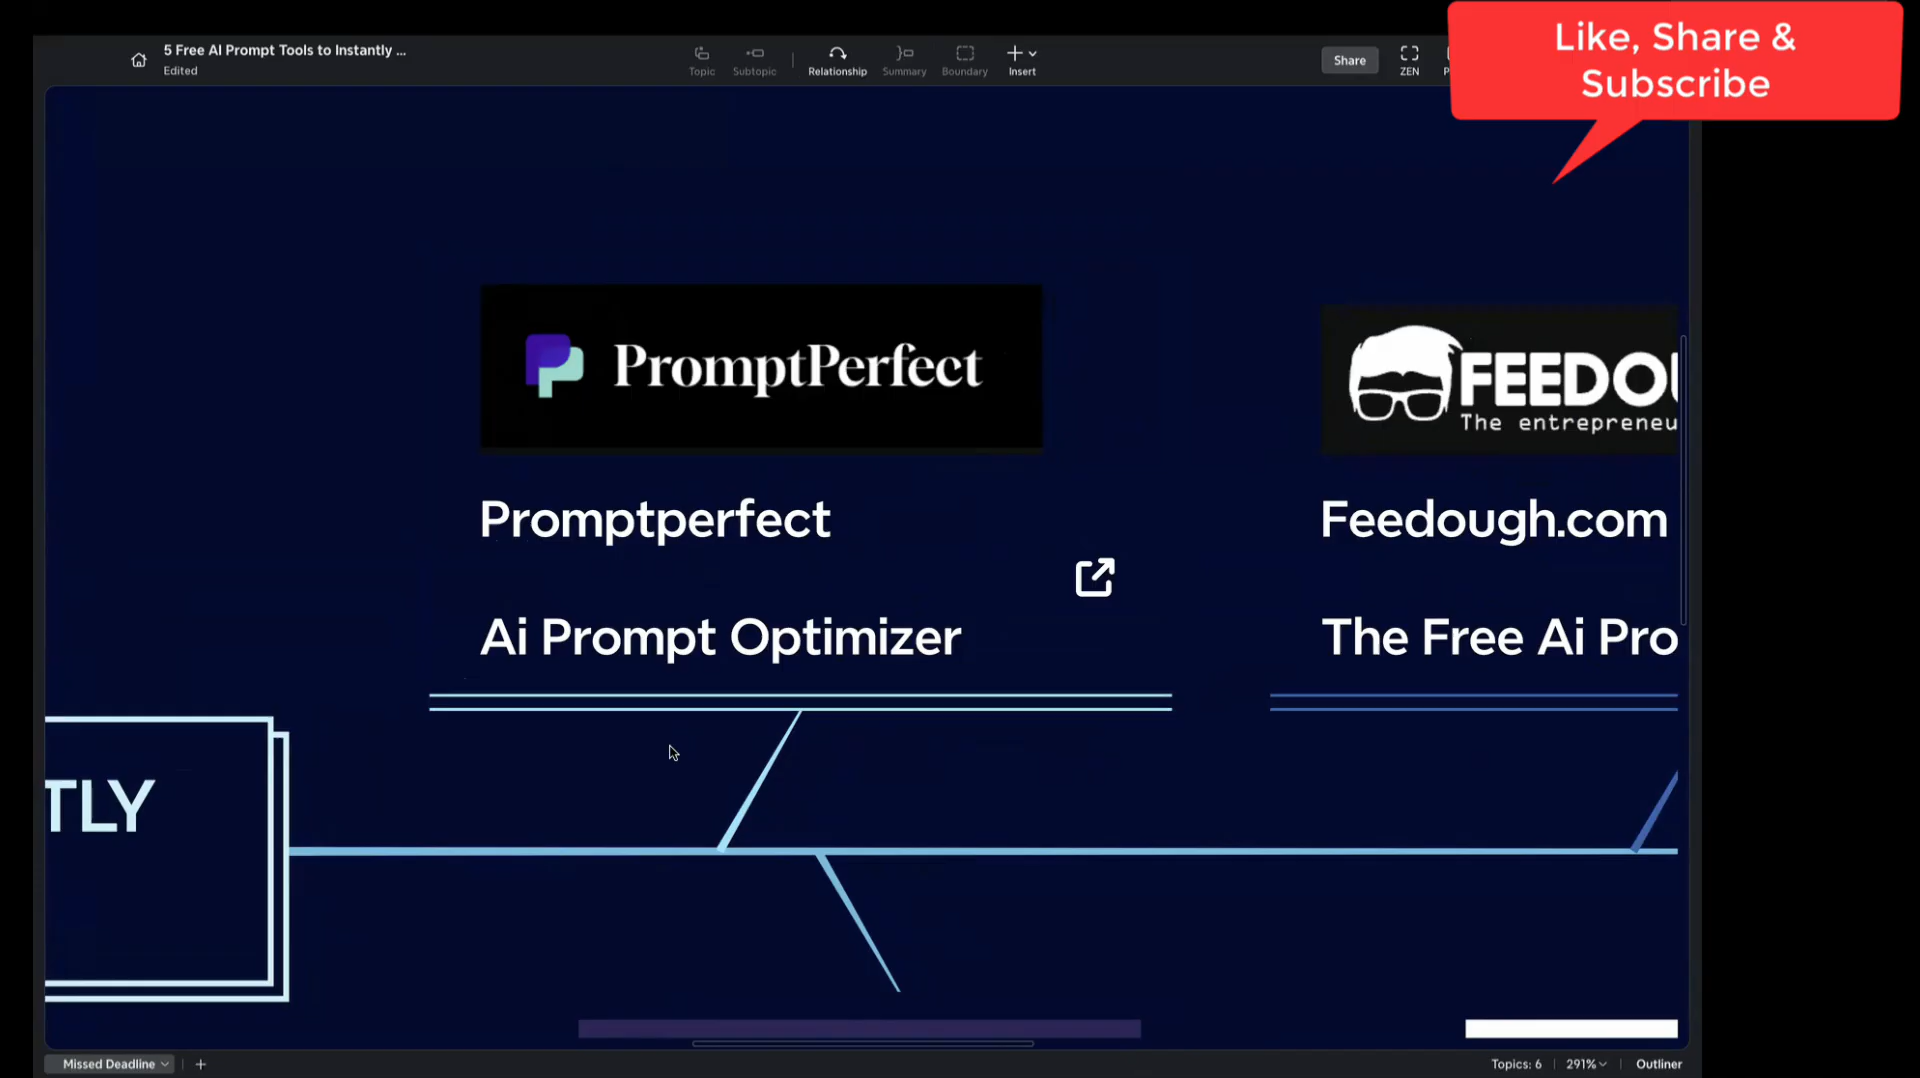 5 Free AI Prompt Tools to Instantly ...
Edited
Topic
Subtopic
Relationship
Summary
Boundary
Insert
Share
ZEN
Like, Share &
Subscribe
PromptPerfect
FEEDOU
The entrepreneu
Promptperfect
Feedough.com
Ai Prompt Optimizer
The Free Ai Pro
TLY
Missed Deadline
Topics: 6
291%
Outliner